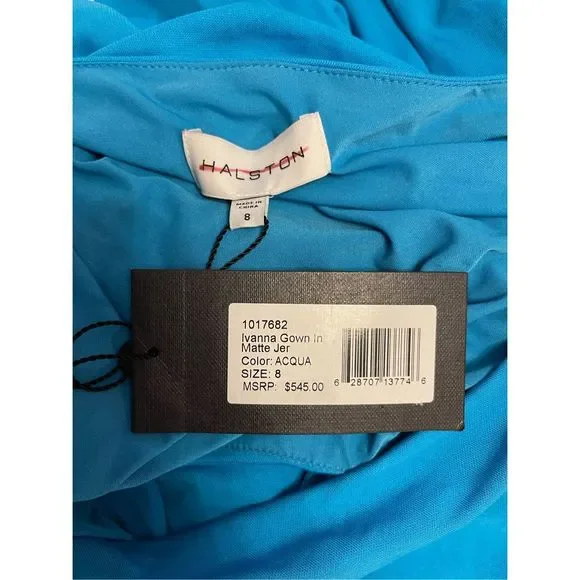 HALSTON
MADE IN
CHINA
8
1017682
Ivanna Gown In
Matte Jer
Color: ACQUA
SIZE: 8
MSRP: $545.00
6 28707 13774 6